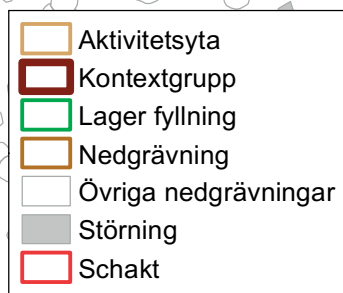 Aktivitetsyta
Kontextgrupp
Lager fyllning
Nedgrävning
Övriga nedgrävningar
Störning
Schakt